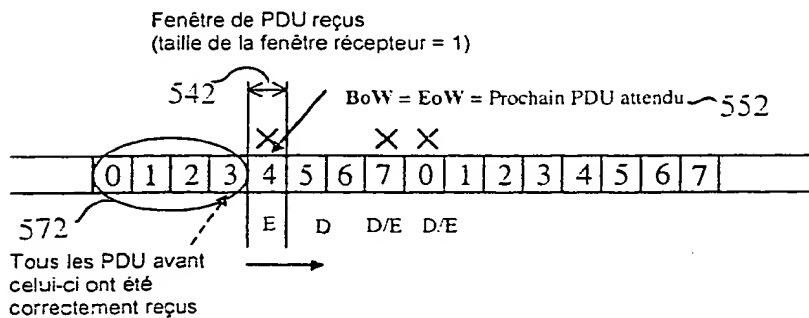 Fenêtre de PDU reçus
(taille de la fenêtre récepteur = 1)
542
BoW = EoW = Prochain PDU attendu 552
0 1 2 3 4 5 6 7 0 1 2 3 4 5 6 7
572
E D D/E D/E
Tous les PDU avant
celui-ci ont été
correctement reçus